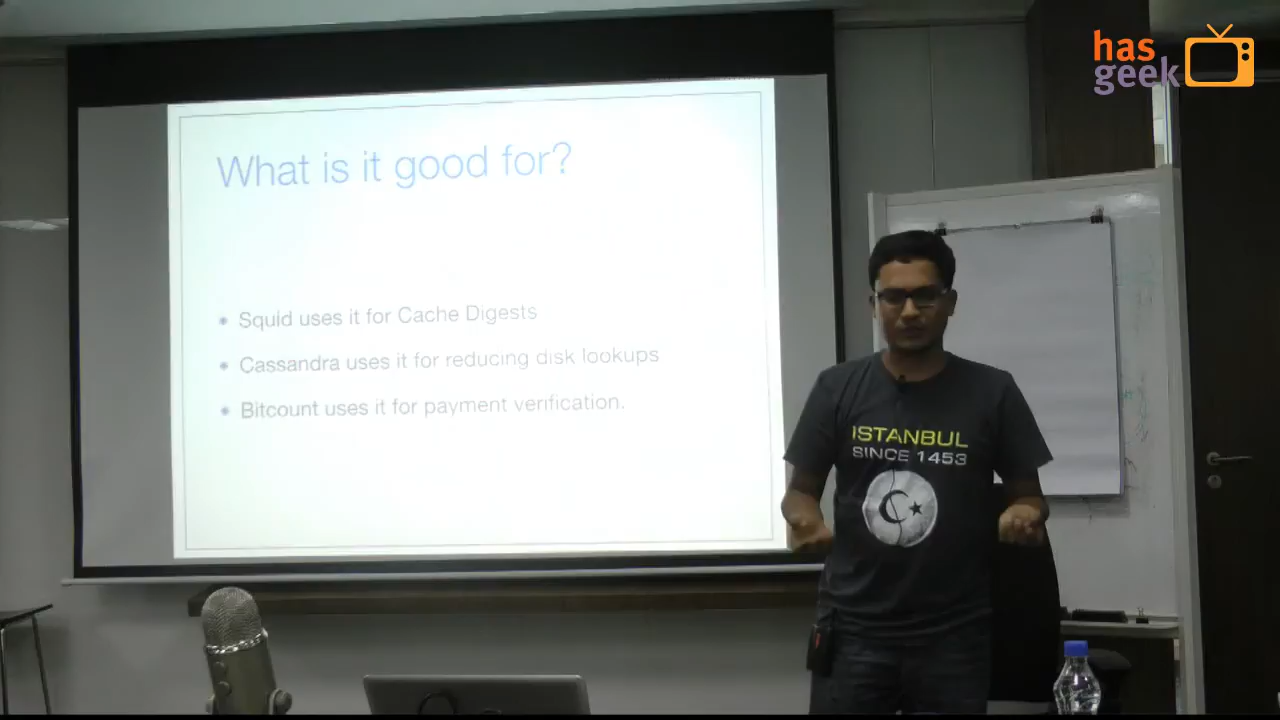 has
geek
What is it good for?
Squid uses it for Cache Digests
Cassandra uses it for reducing disk lookups
Bitcount uses it for payment verification.
ISTANBUL
SINCE 1453